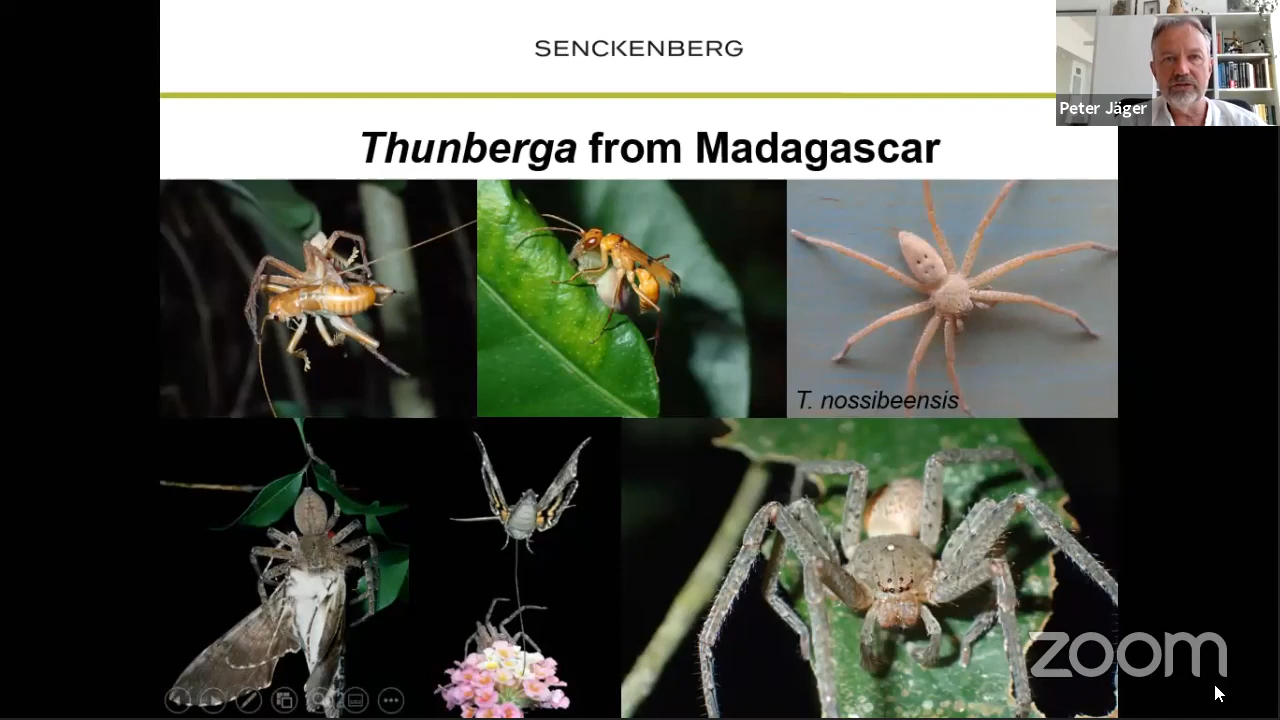 SENCKENBERG
Peter Jäger
Thunberga from Madagascar
T. nossibeensis
zoom